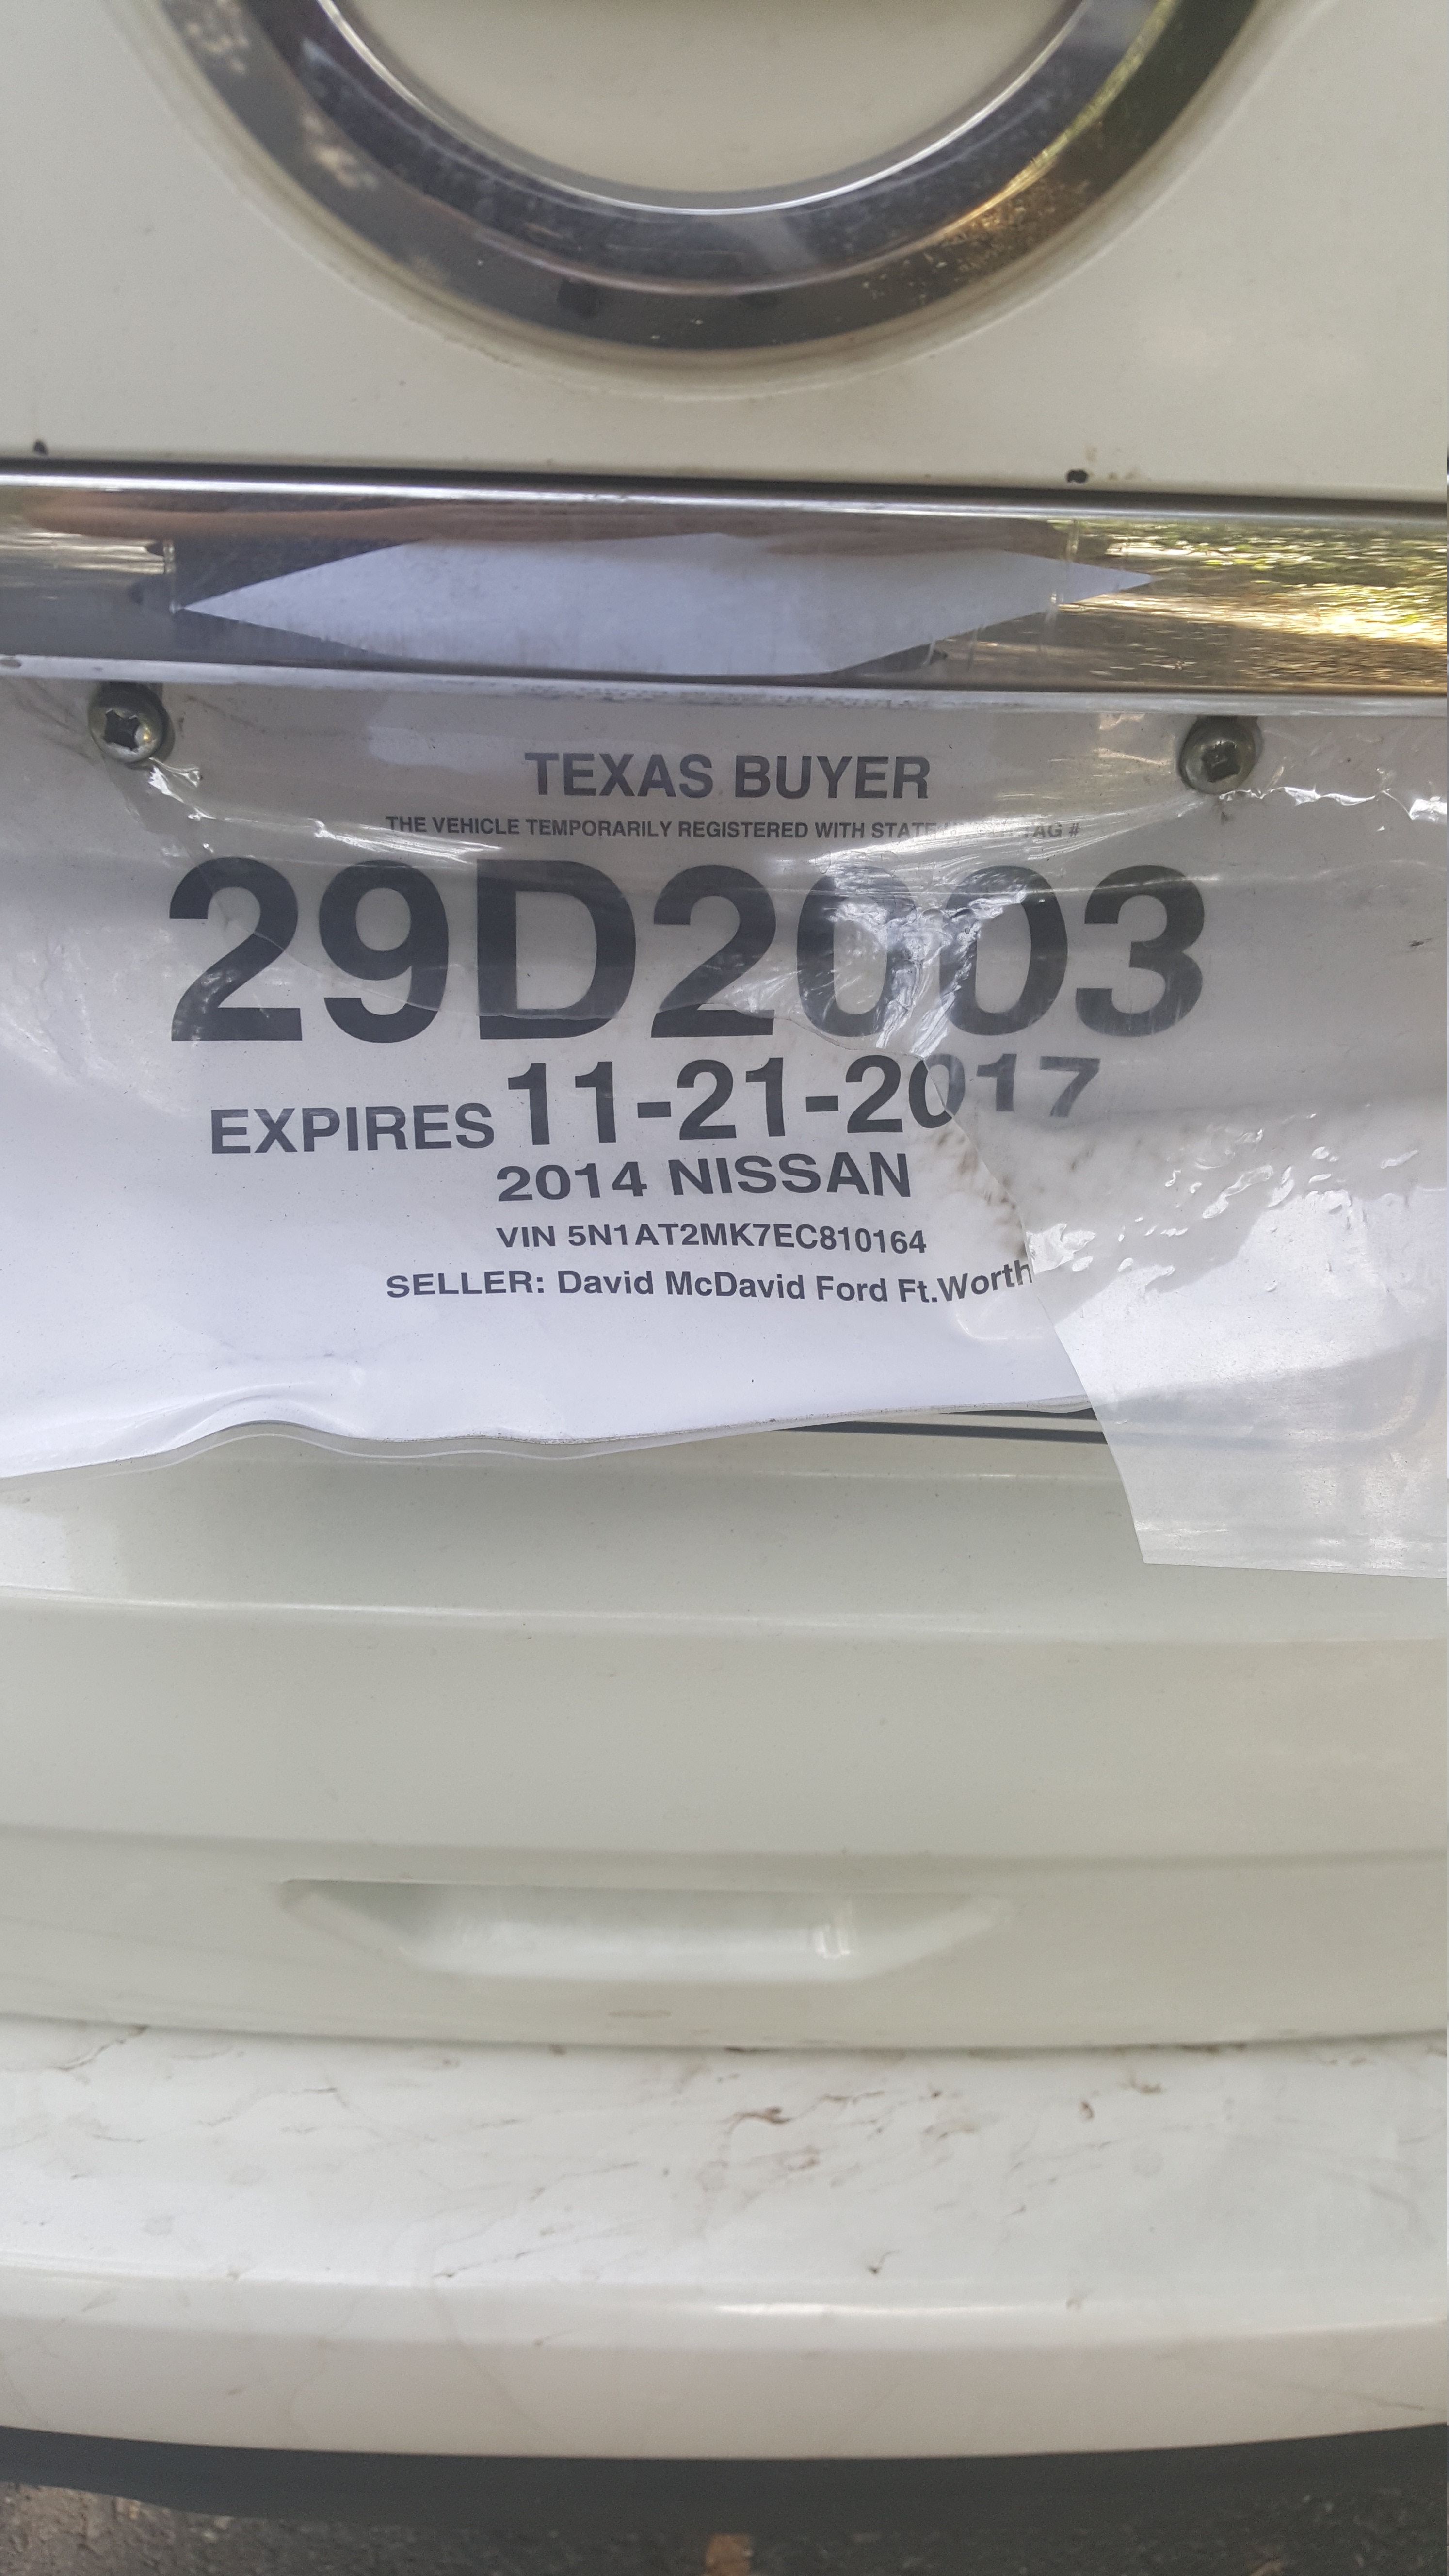 TEXAS BUYER
THE VEHICLE TEMPORARILY REGISTERED WITH STATE TAG #
29D2003
EXPIRES 11-21-2017
2014 NISSAN
VIN 5N1AT2MK7EC810164
SELLER: David McDavid Ford Ft.Worth